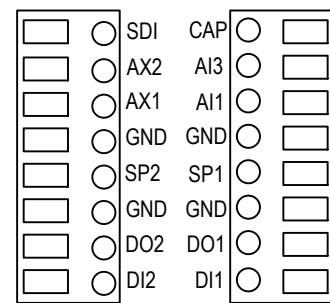 SDI CAP
AX2 AI3
AX1 AI1
GND GND
SP2 SP1
GND GND
DO2 DO1
DI2 DI1